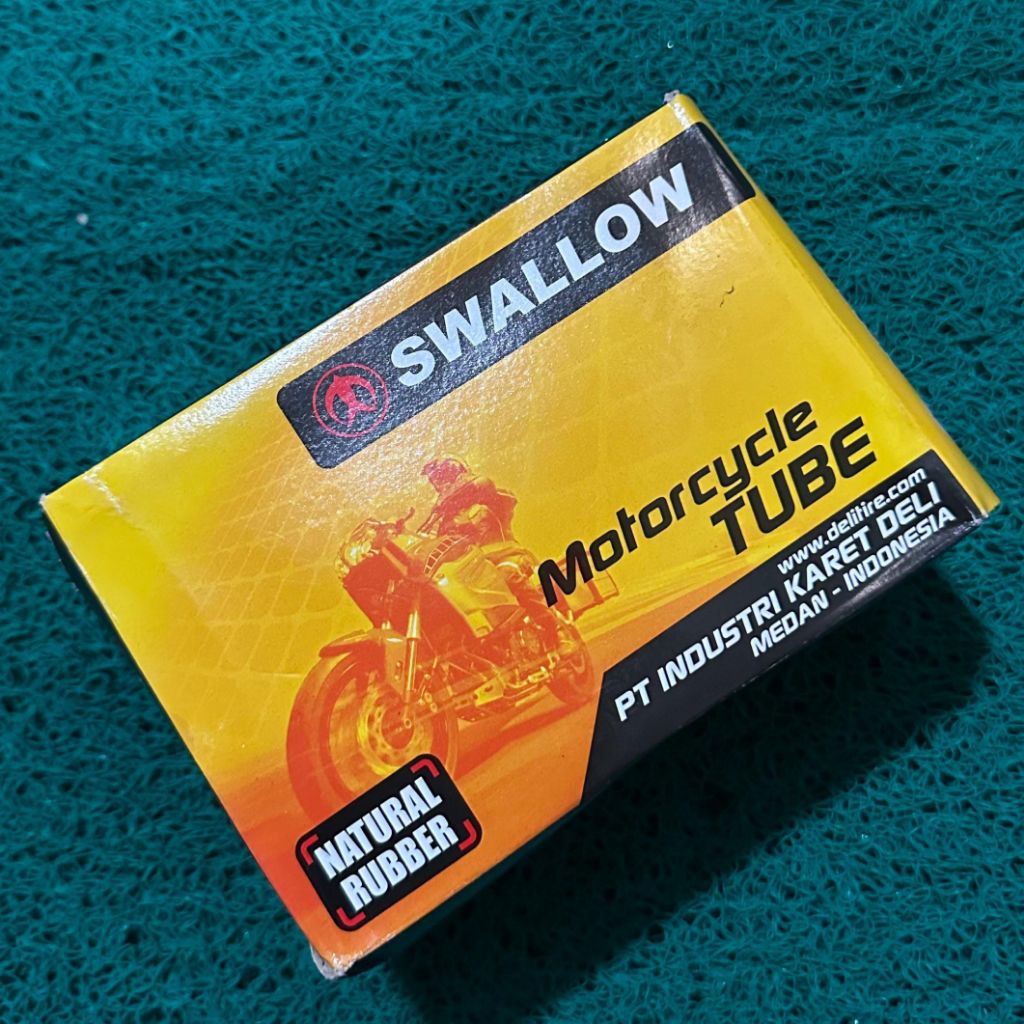 SWALLOW
Motorcycle
TUBE
www.delitire.com
PT INDUSTRI KARET DELI
MEDAN - INDONESIA
NATURAL
RUBBER